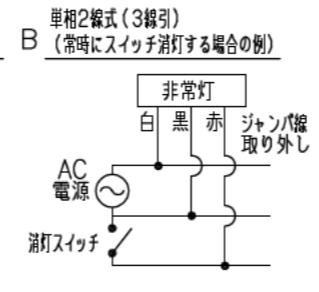 B
単相2線式(3線引)
(常時にスイッチ消灯する場合の例)
非常灯
白 黒 赤
ジャンパ線
取り外し
AC
電源
消灯スイッチ